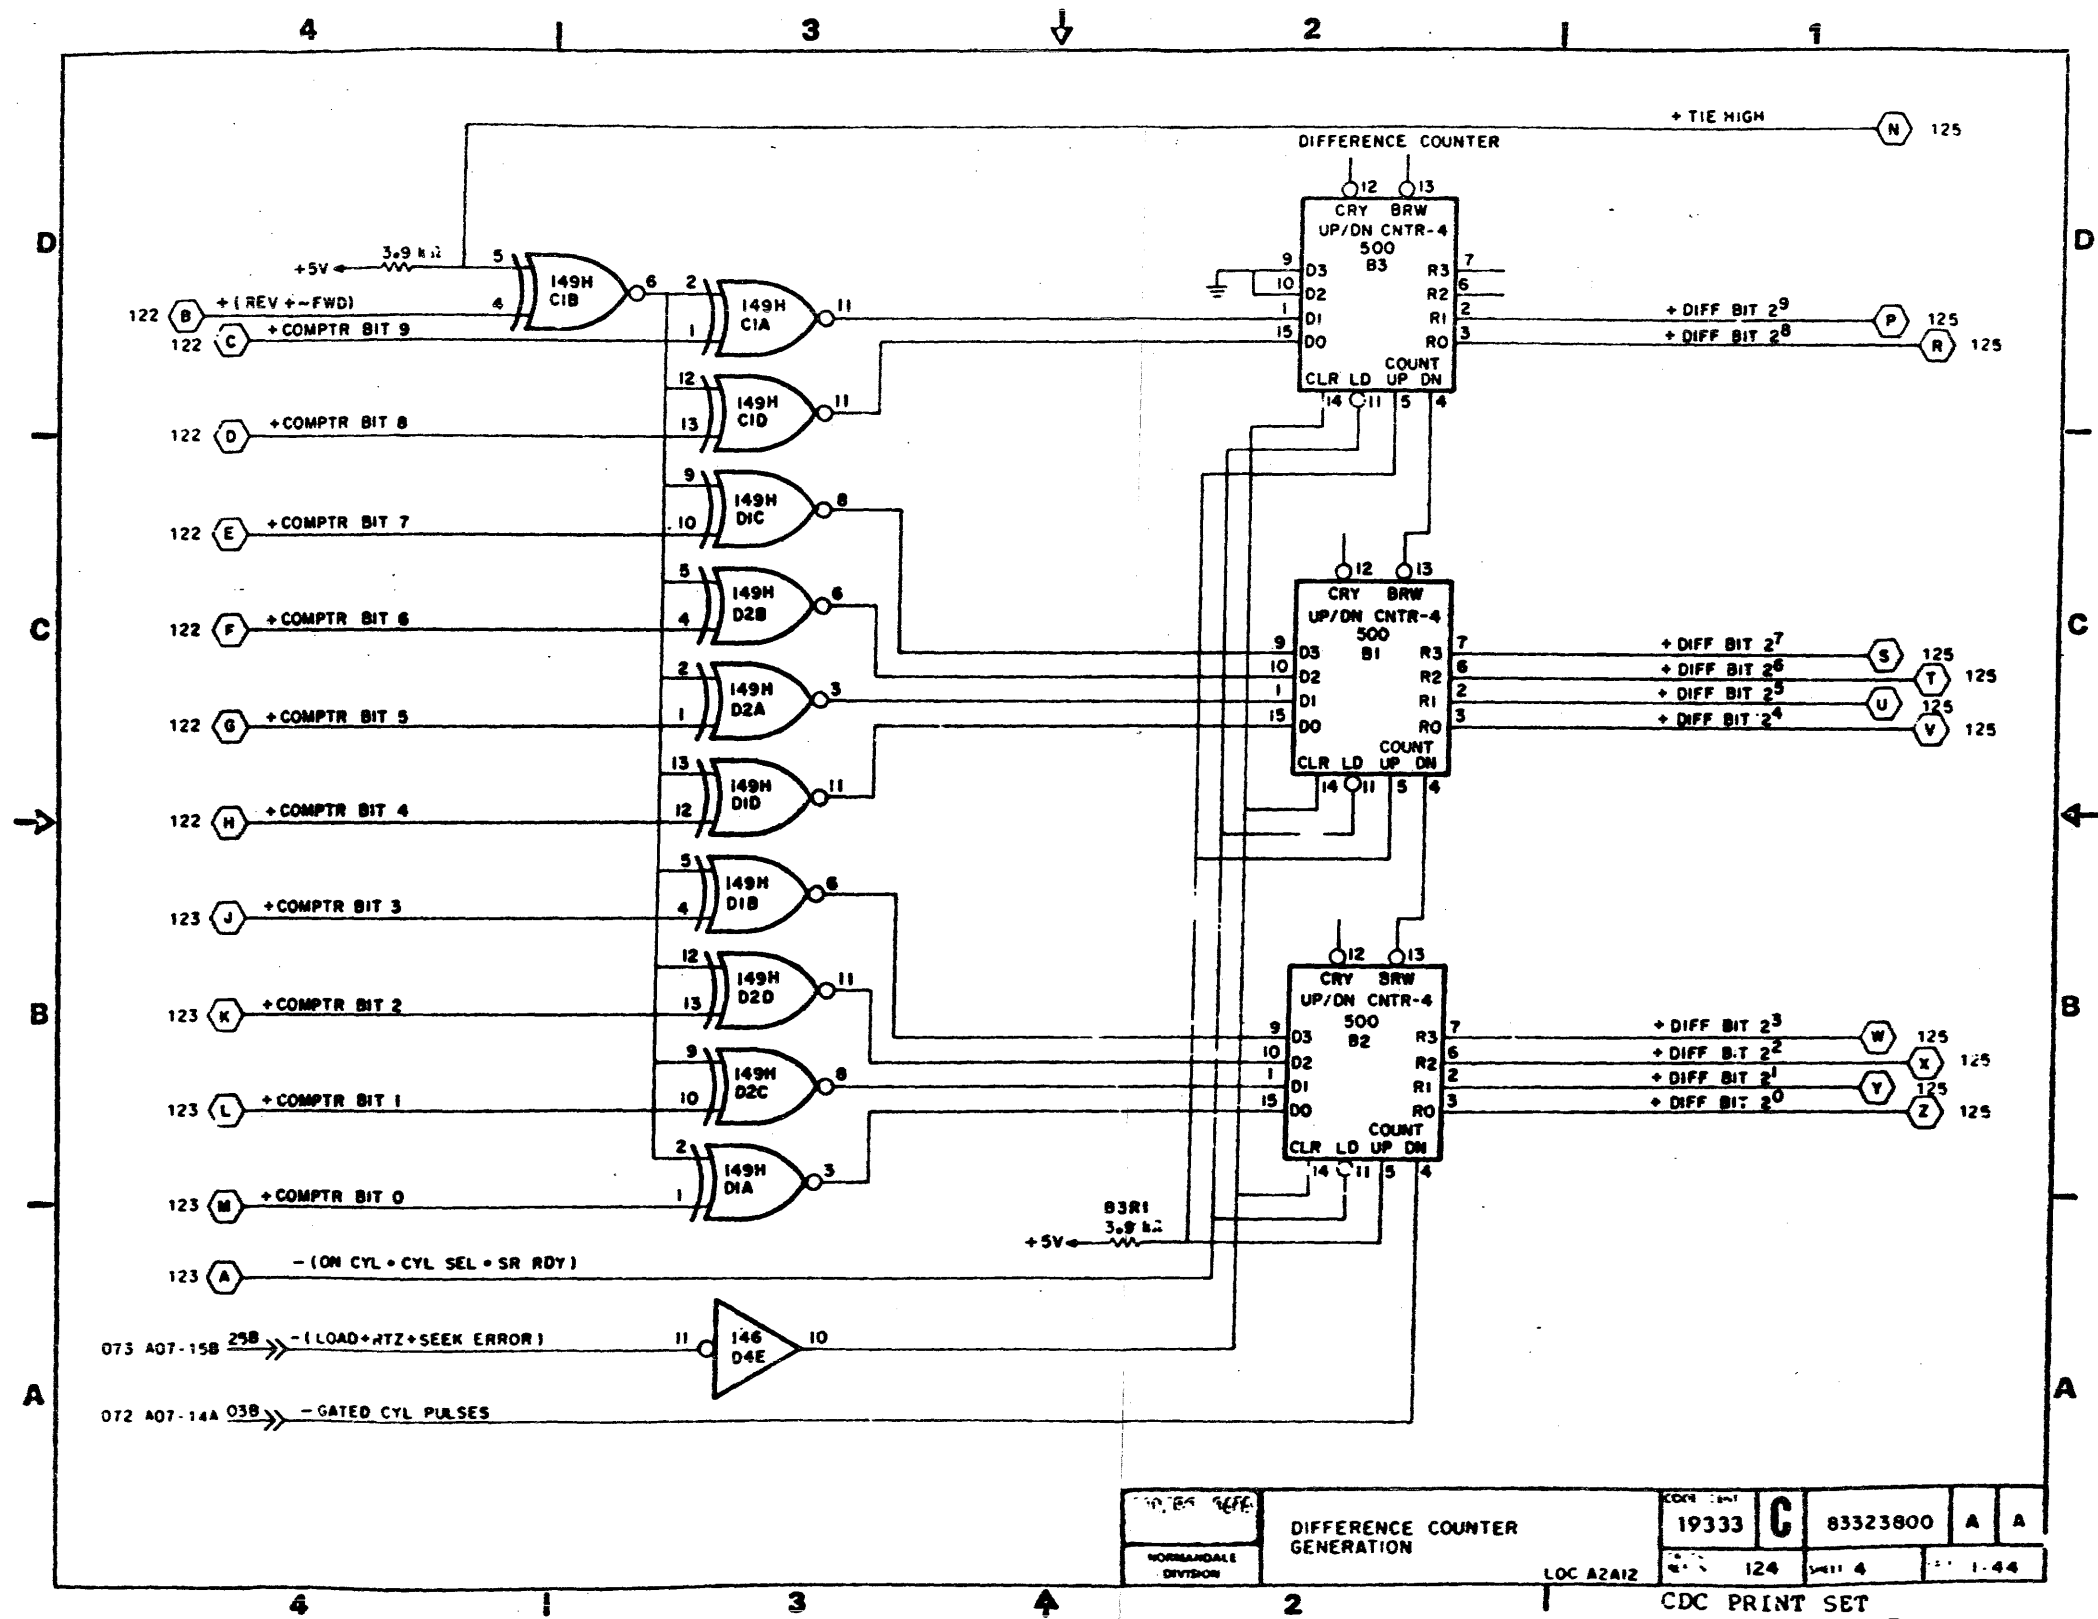 4 3 2 1
+ TIE HIGH N 125
DIFFERENCE COUNTER
12 13
CRY BRW
UP/DN CNTR-4
500
B3
D D
+5V 3.9 kΩ 5 149H C1B 6
122 B +(REV +~FWD) 4
2 149H C1A 11
122 C +COMPTR BIT 9 1
9 D3 R3 7
10 D2 R2 6
1 D1 R1 2 + DIFF BIT 2⁹ P 125
15 D0 R0 3 + DIFF BIT 2⁸ R 125
COUNT
CLR LD UP DN
14 11 5 4
12 149H C1D 11
122 D +COMPTR BIT 8 13
9 149H D1C 8
122 E +COMPTR BIT 7 10
12 13
CRY BRW
UP/DN CNTR-4
500
B1
C C
5 149H D2B 6
122 F +COMPTR BIT 6 4
9 D3 R3 7 + DIFF BIT 2⁷ S 125
10 D2 R2 6 + DIFF BIT 2⁶ T 125
1 D1 R1 2 + DIFF BIT 2⁵ U 125
15 D0 R0 3 + DIFF BIT 2⁴ V 125
COUNT
CLR LD UP DN
14 11 5 4
2 149H D2A 3
122 G +COMPTR BIT 5 1
13 149H D1D 11
122 H +COMPTR BIT 4 12
5 149H D1B 6
123 J +COMPTR BIT 3 4
12 13
CRY BRW
UP/DN CNTR-4
500
B2
B B
12 149H D2D 11
123 K +COMPTR BIT 2 13
9 D3 R3 7 + DIFF BIT 2³ W 125
10 D2 R2 6 + DIFF BIT 2² X 125
1 D1 R1 2 + DIFF BIT 2¹ Y 125
15 D0 R0 3 + DIFF BIT 2⁰ Z 125
COUNT
CLR LD UP DN
14 11 5 4
9 149H D2C 8
123 L +COMPTR BIT 1 10
2 149H D1A 3
123 M +COMPTR BIT 0 1
B3R1
3.9 kΩ
+5V
123 A -(ON CYL • CYL SEL • SR RDY)
073 A07-15B 25B -(LOAD+RTZ+SEEK ERROR) 11 146 D4E 10
A A
072 A07-14A 03B -GATED CYL PULSES
NORMANDALE
DIVISION
DIFFERENCE COUNTER
GENERATION
LOC A2A12
CODE IDENT
19333 C 83323800 A A
124 SHEET 4 1-44
4 3 2
CDC PRINT SET